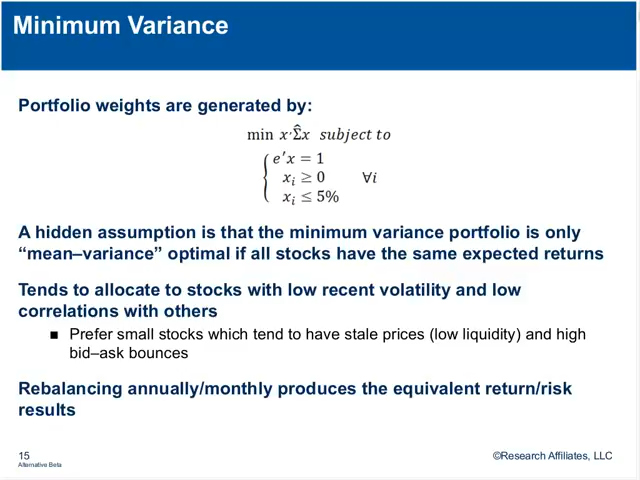 Minimum Variance
Portfolio weights are generated by:
min x′Σ̂x subject to
e′x = 1
xᵢ ≥ 0 ∀i
xᵢ ≤ 5%
A hidden assumption is that the minimum variance portfolio is only
“mean–variance” optimal if all stocks have the same expected returns
Tends to allocate to stocks with low recent volatility and low
correlations with others
■ Prefer small stocks which tend to have stale prices (low liquidity) and high
bid–ask bounces
Rebalancing annually/monthly produces the equivalent return/risk
results
15
Alternative Beta
©Research Affiliates, LLC